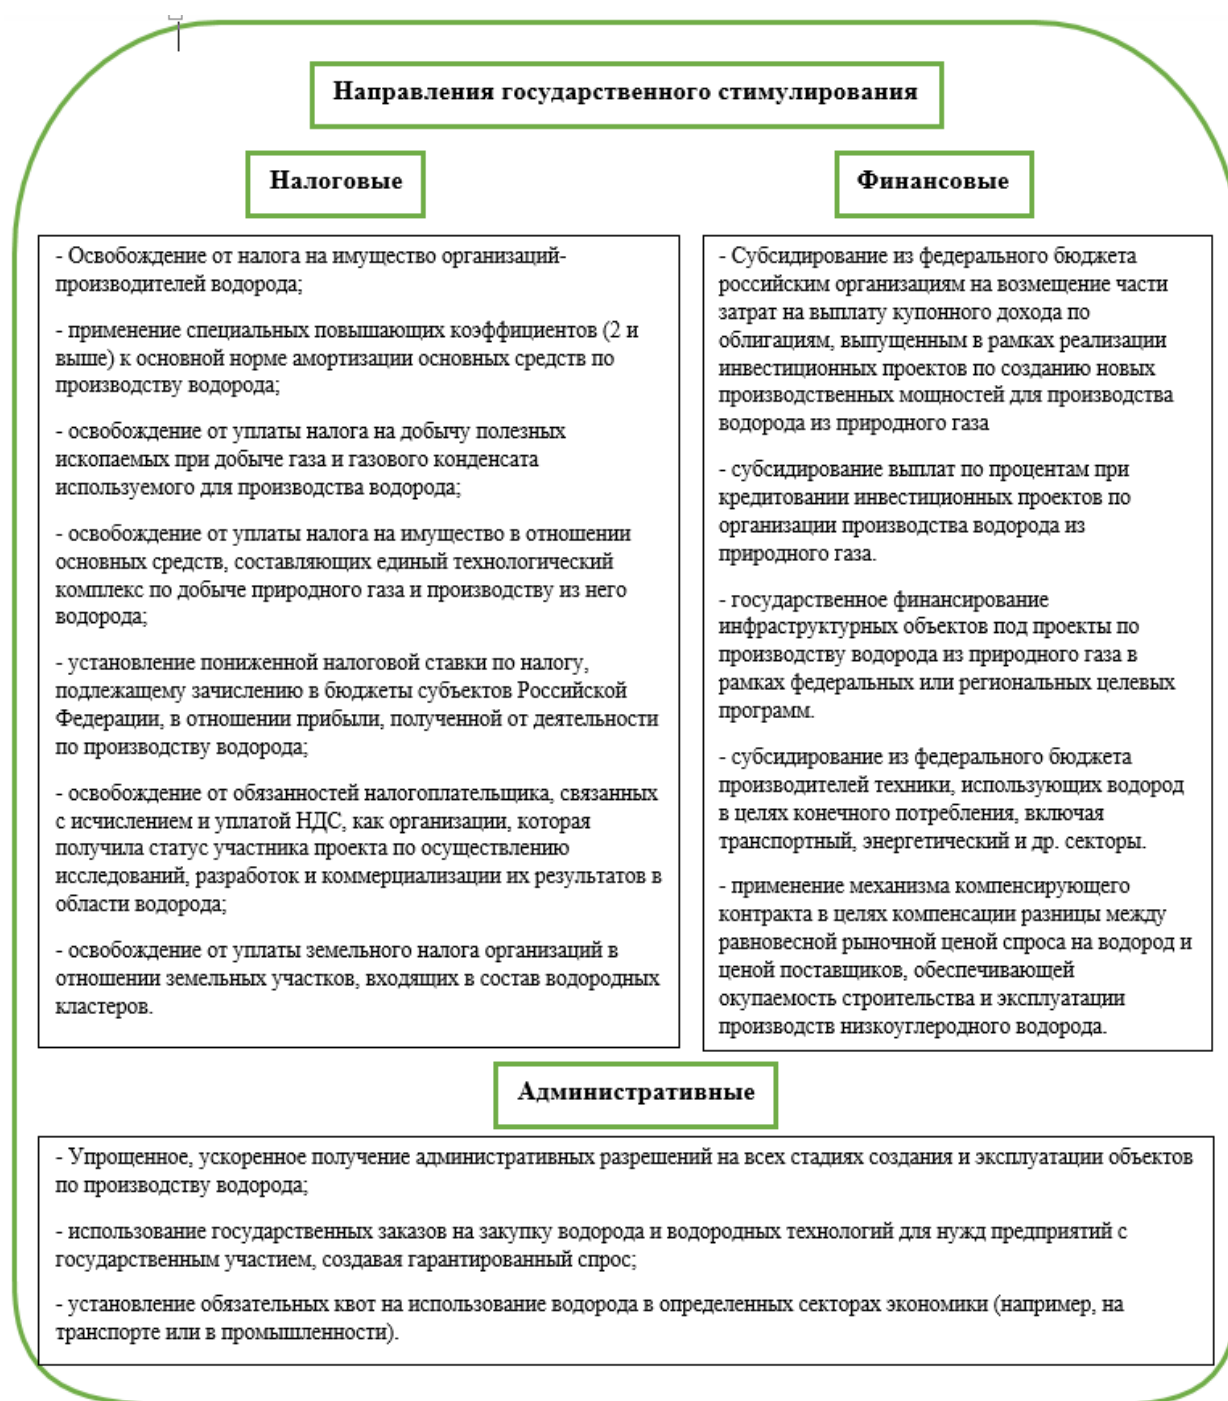 Направления государственного стимулирования
Налоговые
- Освобождение от налога на имущество организаций-
производителей водорода;
- применение специальных повышающих коэффициентов (2 и
выше) к основной норме амортизации основных средств по
производству водорода;
- освобождение от уплаты налога на добычу полезных
ископаемых при добыче газа и газового конденсата
используемого для производства водорода;
- освобождение от уплаты налога на имущество в отношении
основных средств, составляющих единый технологический
комплекс по добыче природного газа и производству из него
водорода;
- установление пониженной налоговой ставки по налогу,
подлежащему зачислению в бюджеты субъектов Российской
Федерации, в отношении прибыли, полученной от деятельности
по производству водорода;
- освобождение от обязанностей налогоплательщика, связанных
с исчислением и уплатой НДС, как организации, которая
получила статус участника проекта по осуществлению
исследований, разработок и коммерциализации их результатов в
области водорода;
- освобождение от уплаты земельного налога организаций в
отношении земельных участков, входящих в состав водородных
кластеров.
Финансовые
- Субсидирование из федерального бюджета
российским организациям на возмещение части
затрат на выплату купонного дохода по
облигациям, выпущенным в рамках реализации
инвестиционных проектов по созданию новых
производственных мощностей для производства
водорода из природного газа
- субсидирование выплат по процентам при
кредитовании инвестиционных проектов по
организации производства водорода из
природного газа.
- государственное финансирование
инфраструктурных объектов под проекты по
производству водорода из природного газа в
рамках федеральных или региональных целевых
программ.
- субсидирование из федерального бюджета
производителей техники, использующих водород
в целях конечного потребления, включая
транспортный, энергетический и др. секторы.
- применение механизма компенсирующего
контракта в целях компенсации разницы между
равновесной рыночной ценой спроса на водород и
ценой поставщиков, обеспечивающей
окупаемость строительства и эксплуатации
производств низкоуглеродного водорода.
Административные
- Упрощенное, ускоренное получение административных разрешений на всех стадиях создания и эксплуатации объектов
по производству водорода;
- использование государственных заказов на закупку водорода и водородных технологий для нужд предприятий с
государственным участием, создавая гарантированный спрос;
- установление обязательных квот на использование водорода в определенных секторах экономики (например, на
транспорте или в промышленности).